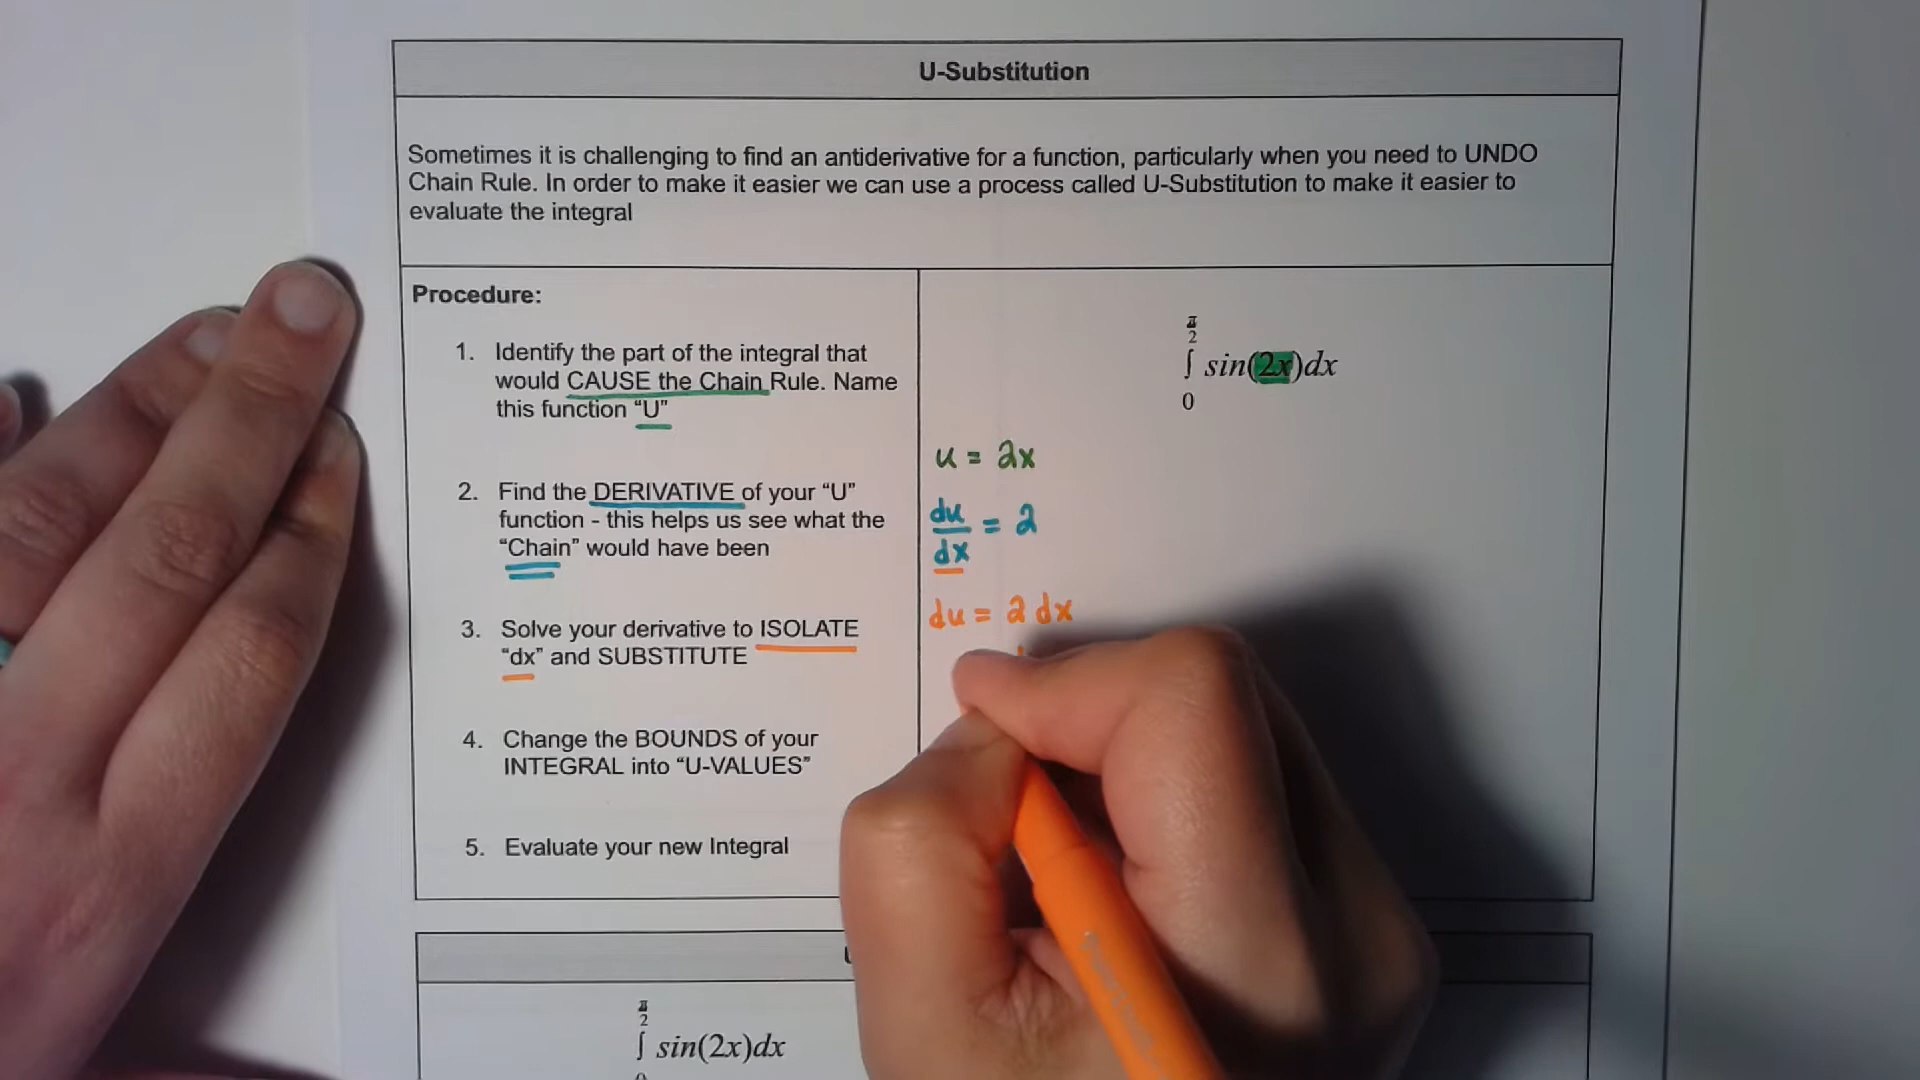 U-Substitution
Sometimes it is challenging to find an antiderivative for a function, particularly when you need to UNDO
Chain Rule. In order to make it easier we can use a process called U-Substitution to make it easier to
evaluate the integral
Procedure:
1. Identify the part of the integral that
would CAUSE the Chain Rule. Name
this function “U”
2. Find the DERIVATIVE of your “U”
function - this helps us see what the
“Chain” would have been
3. Solve your derivative to ISOLATE
“dx” and SUBSTITUTE
4. Change the BOUNDS of your
INTEGRAL into “U-VALUES”
5. Evaluate your new Integral
π
2
∫ sin(2x)dx
0
u = 2x
du
dx = 2
du = 2 dx
π
2
∫ sin(2x)dx